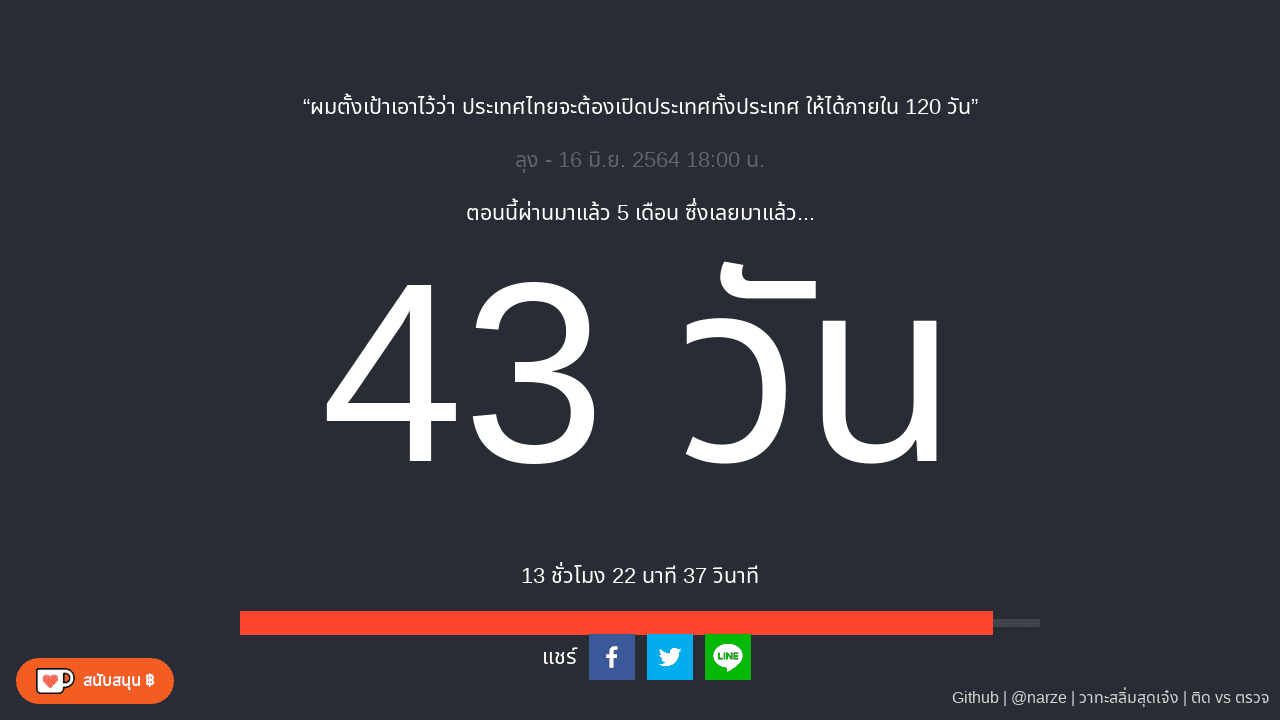 “ผมตั้งเป้าเอาไว้ว่า ประเทศไทยจะต้องเปิดประเทศทั้งประเทศ ให้ได้ภายใน 120 วัน”
ลุง - 16 มิ.ย. 2564 18:00 น.
ตอนนี้ผ่านมาแล้ว 5 เดือน ซึ่งเลยมาแล้ว...
43 วัน
13 ชั่วโมง 22 นาที 37 วินาที
แชร์
LINE
สนับสนุน ฿
Github | @narze | วาทะสลิ่มสุดเจ๋ง | ติด vs ตรวจ